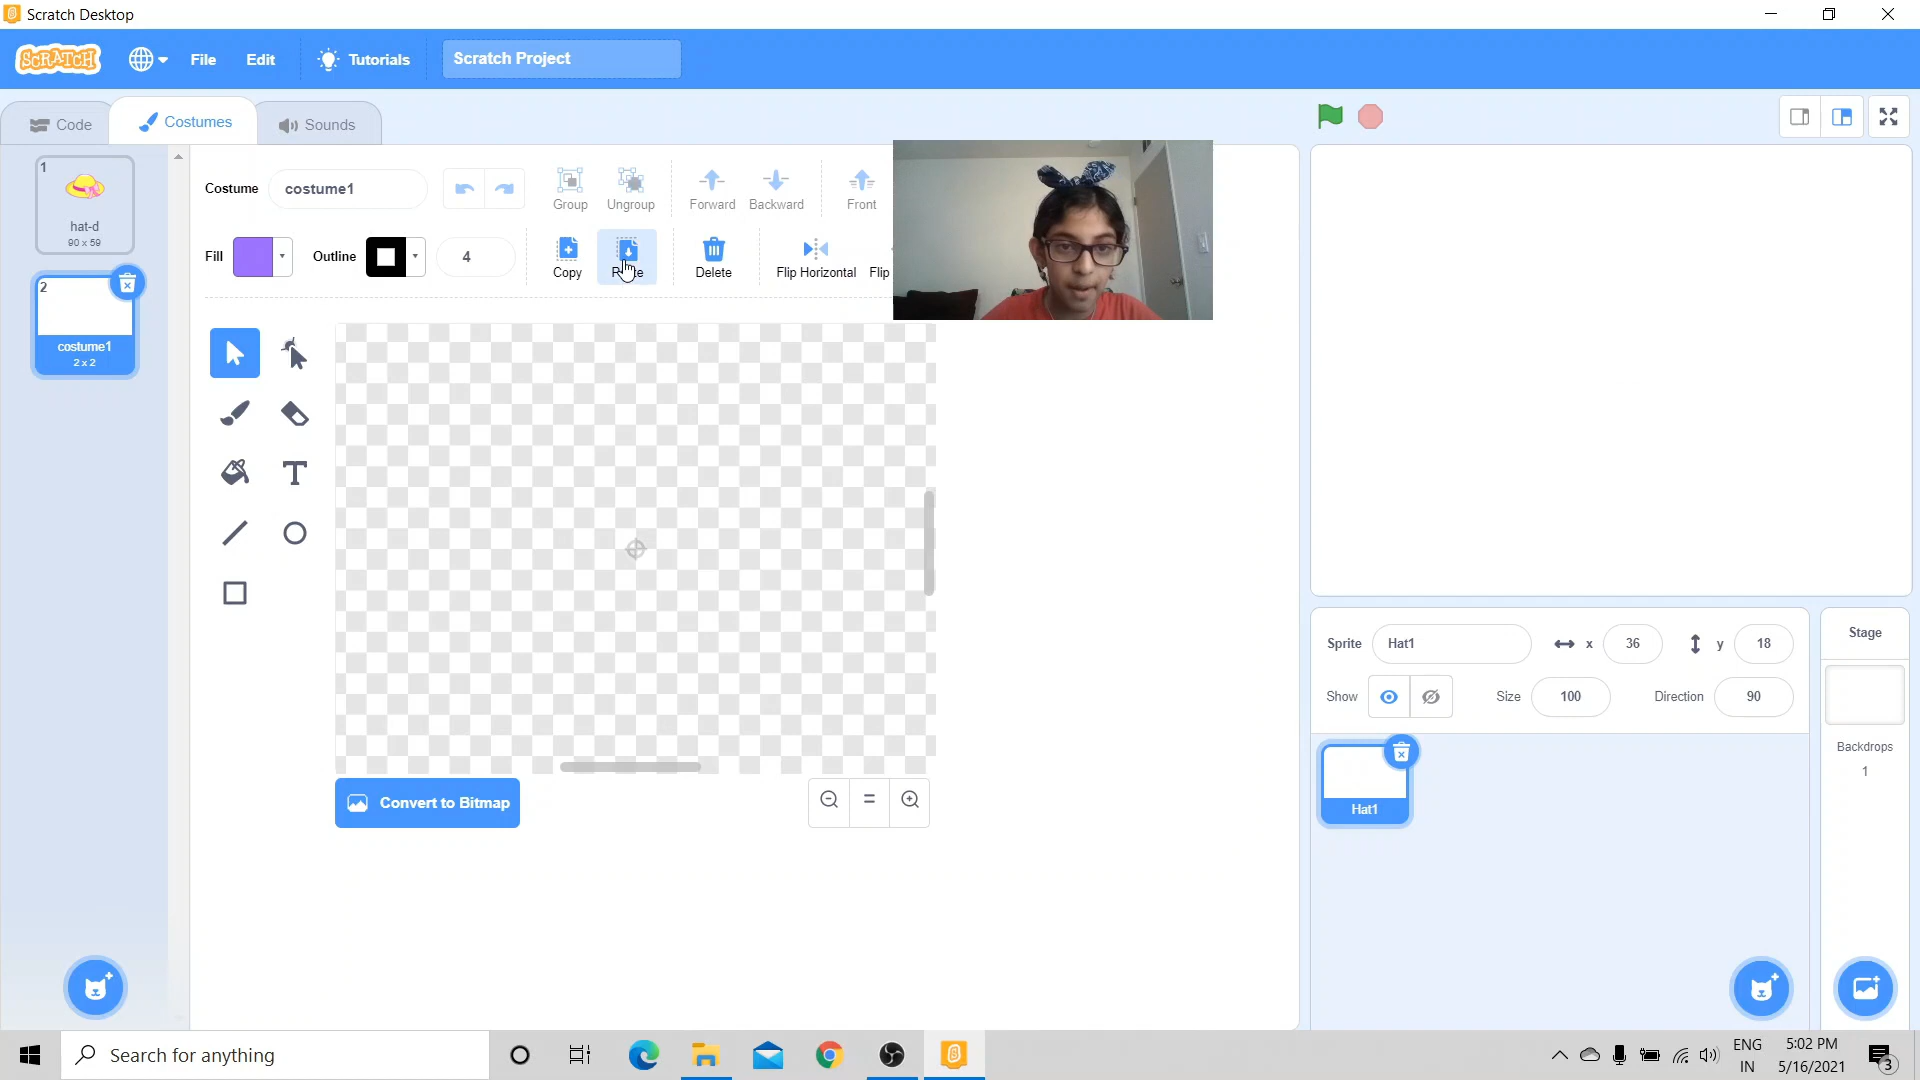 Scratch Desktop
SCRATCH File Edit Tutorials Scratch Project
Code Costumes Sounds
1
hat-d
90 x 59
2
costume1
2 x 2
Costume costume1 Group Ungroup Forward Backward Front
Fill Outline 4 Copy Delete Flip Horizontal Flip
T
Convert to Bitmap
Sprite Hat1 x 36 y 18
Show Size 100 Direction 90
Hat1
Stage
Backdrops
1
Search for anything
ENG
IN
5:02 PM
5/16/2021
3